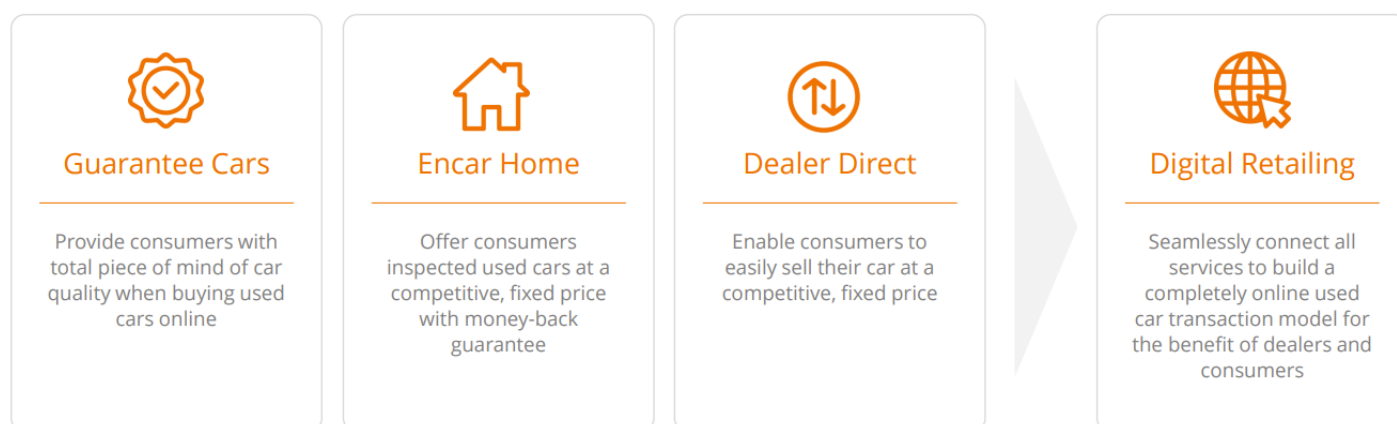 Guarantee Cars
Provide consumers with
total piece of mind of car
quality when buying used
cars online
Encar Home
Offer consumers
inspected used cars at a
competitive, fixed price
with money-back
guarantee
Dealer Direct
Enable consumers to
easily sell their car at a
competitive, fixed price
Digital Retailing
Seamlessly connect all
services to build a
completely online used
car transaction model for
the benefit of dealers and
consumers